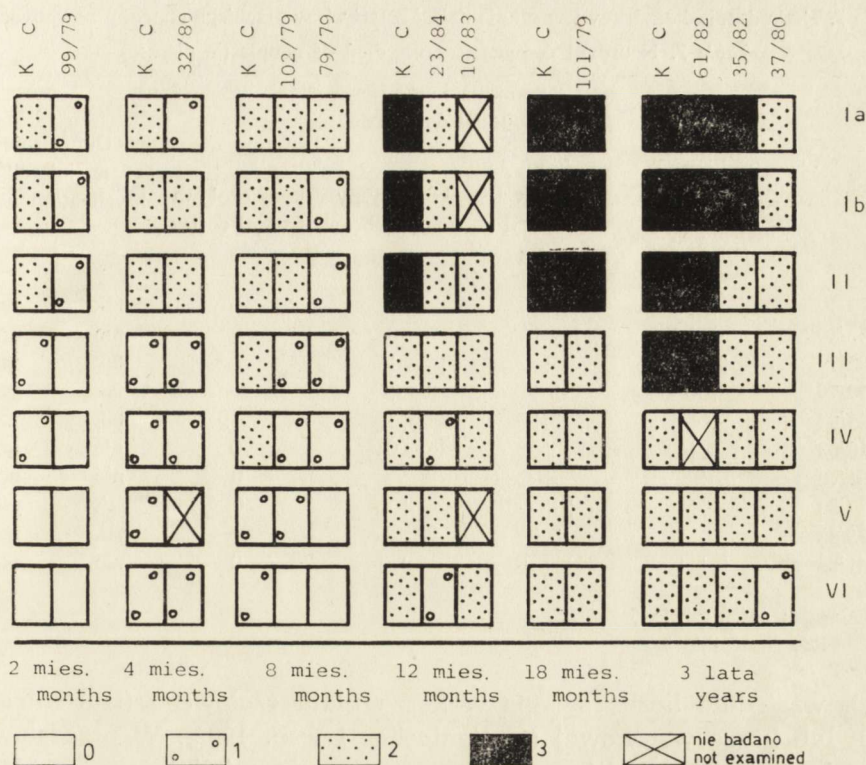 K C 99/79 K C 32/80 K C 102/79 79/79 K C 23/84 10/83 K C 101/79 K C 61/82 35/82 37/80
Ia
Ib
II
III
IV
V
VI
2 mies. 4 mies. 8 mies. 12 mies. 18 mies. 3 lata
months months months months months years
0 1 2 3 nie badano
not examined